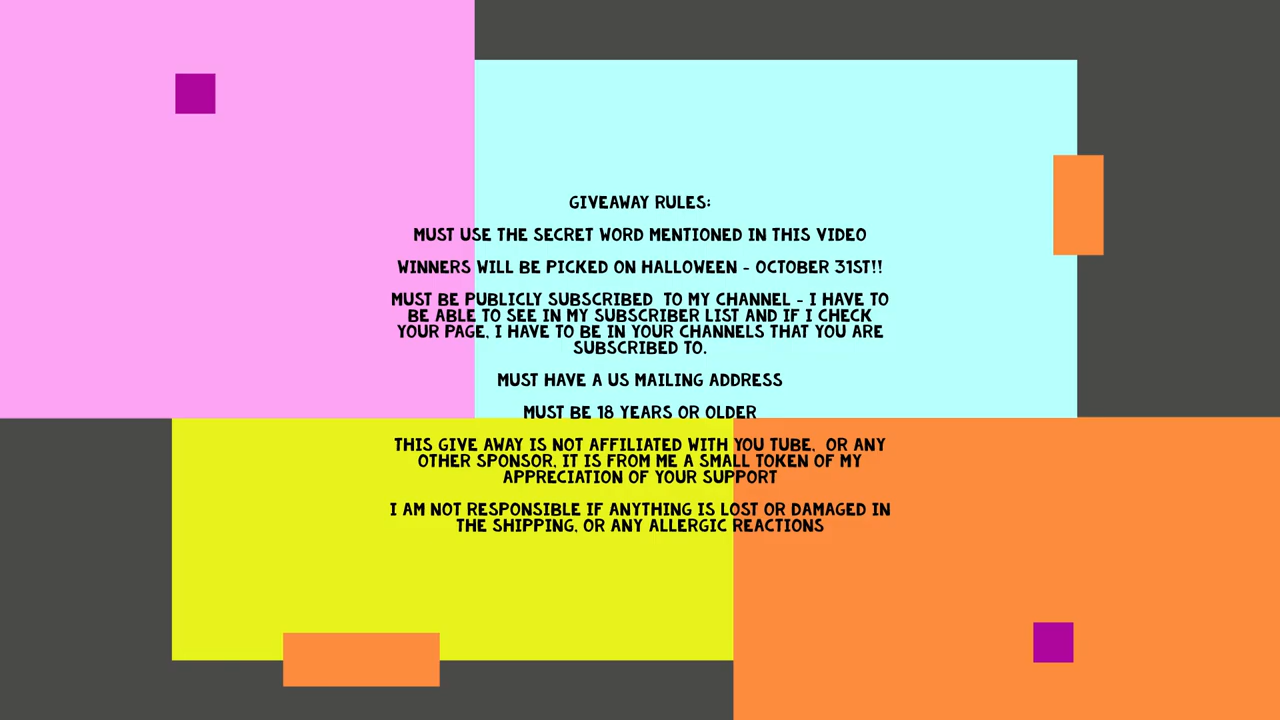 GIVEAWAY RULES:
MUST USE THE SECRET WORD MENTIONED IN THIS VIDEO
WINNERS WILL BE PICKED ON HALLOWEEN - OCTOBER 31ST!!
MUST BE PUBLICLY SUBSCRIBED TO MY CHANNEL - I HAVE TO
BE ABLE TO SEE IN MY SUBSCRIBER LIST AND IF I CHECK
YOUR PAGE, I HAVE TO BE IN YOUR CHANNELS THAT YOU ARE
SUBSCRIBED TO.
MUST HAVE A US MAILING ADDRESS
MUST BE 18 YEARS OR OLDER
THIS GIVE AWAY IS NOT AFFILIATED WITH YOU TUBE, OR ANY
OTHER SPONSOR, IT IS FROM ME A SMALL TOKEN OF MY
APPRECIATION OF YOUR SUPPORT
I AM NOT RESPONSIBLE IF ANYTHING IS LOST OR DAMAGED IN
THE SHIPPING, OR ANY ALLERGIC REACTIONS